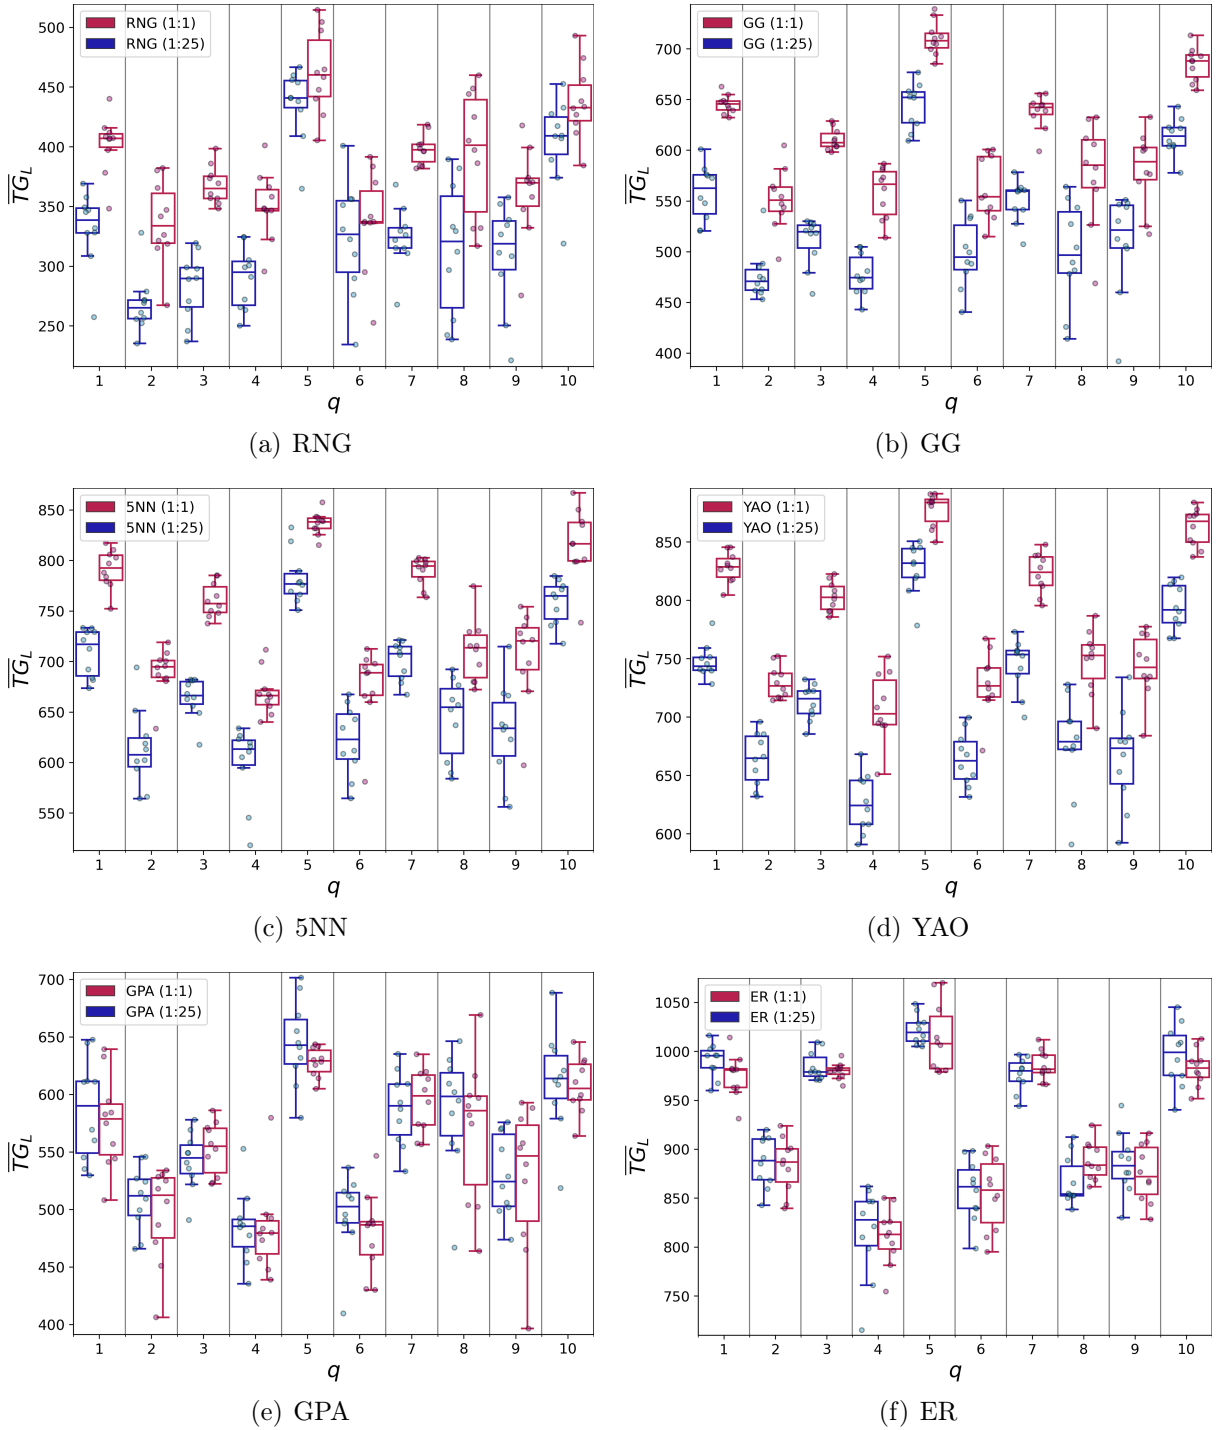 RNG (1:1)
RNG (1:25)
500
450
400
350
300
250
TG_L
1 2 3 4 5 6 7 8 9 10
q
(a) RNG
GG (1:1)
GG (1:25)
700
650
600
550
500
450
400
TG_L
1 2 3 4 5 6 7 8 9 10
q
(b) GG
5NN (1:1)
5NN (1:25)
850
800
750
700
650
600
550
TG_L
1 2 3 4 5 6 7 8 9 10
q
(c) 5NN
YAO (1:1)
YAO (1:25)
850
800
750
700
650
600
TG_L
1 2 3 4 5 6 7 8 9 10
q
(d) YAO
GPA (1:1)
GPA (1:25)
700
650
600
550
500
450
400
TG_L
1 2 3 4 5 6 7 8 9 10
q
(e) GPA
ER (1:1)
ER (1:25)
1050
1000
950
900
850
800
750
TG_L
1 2 3 4 5 6 7 8 9 10
q
(f) ER